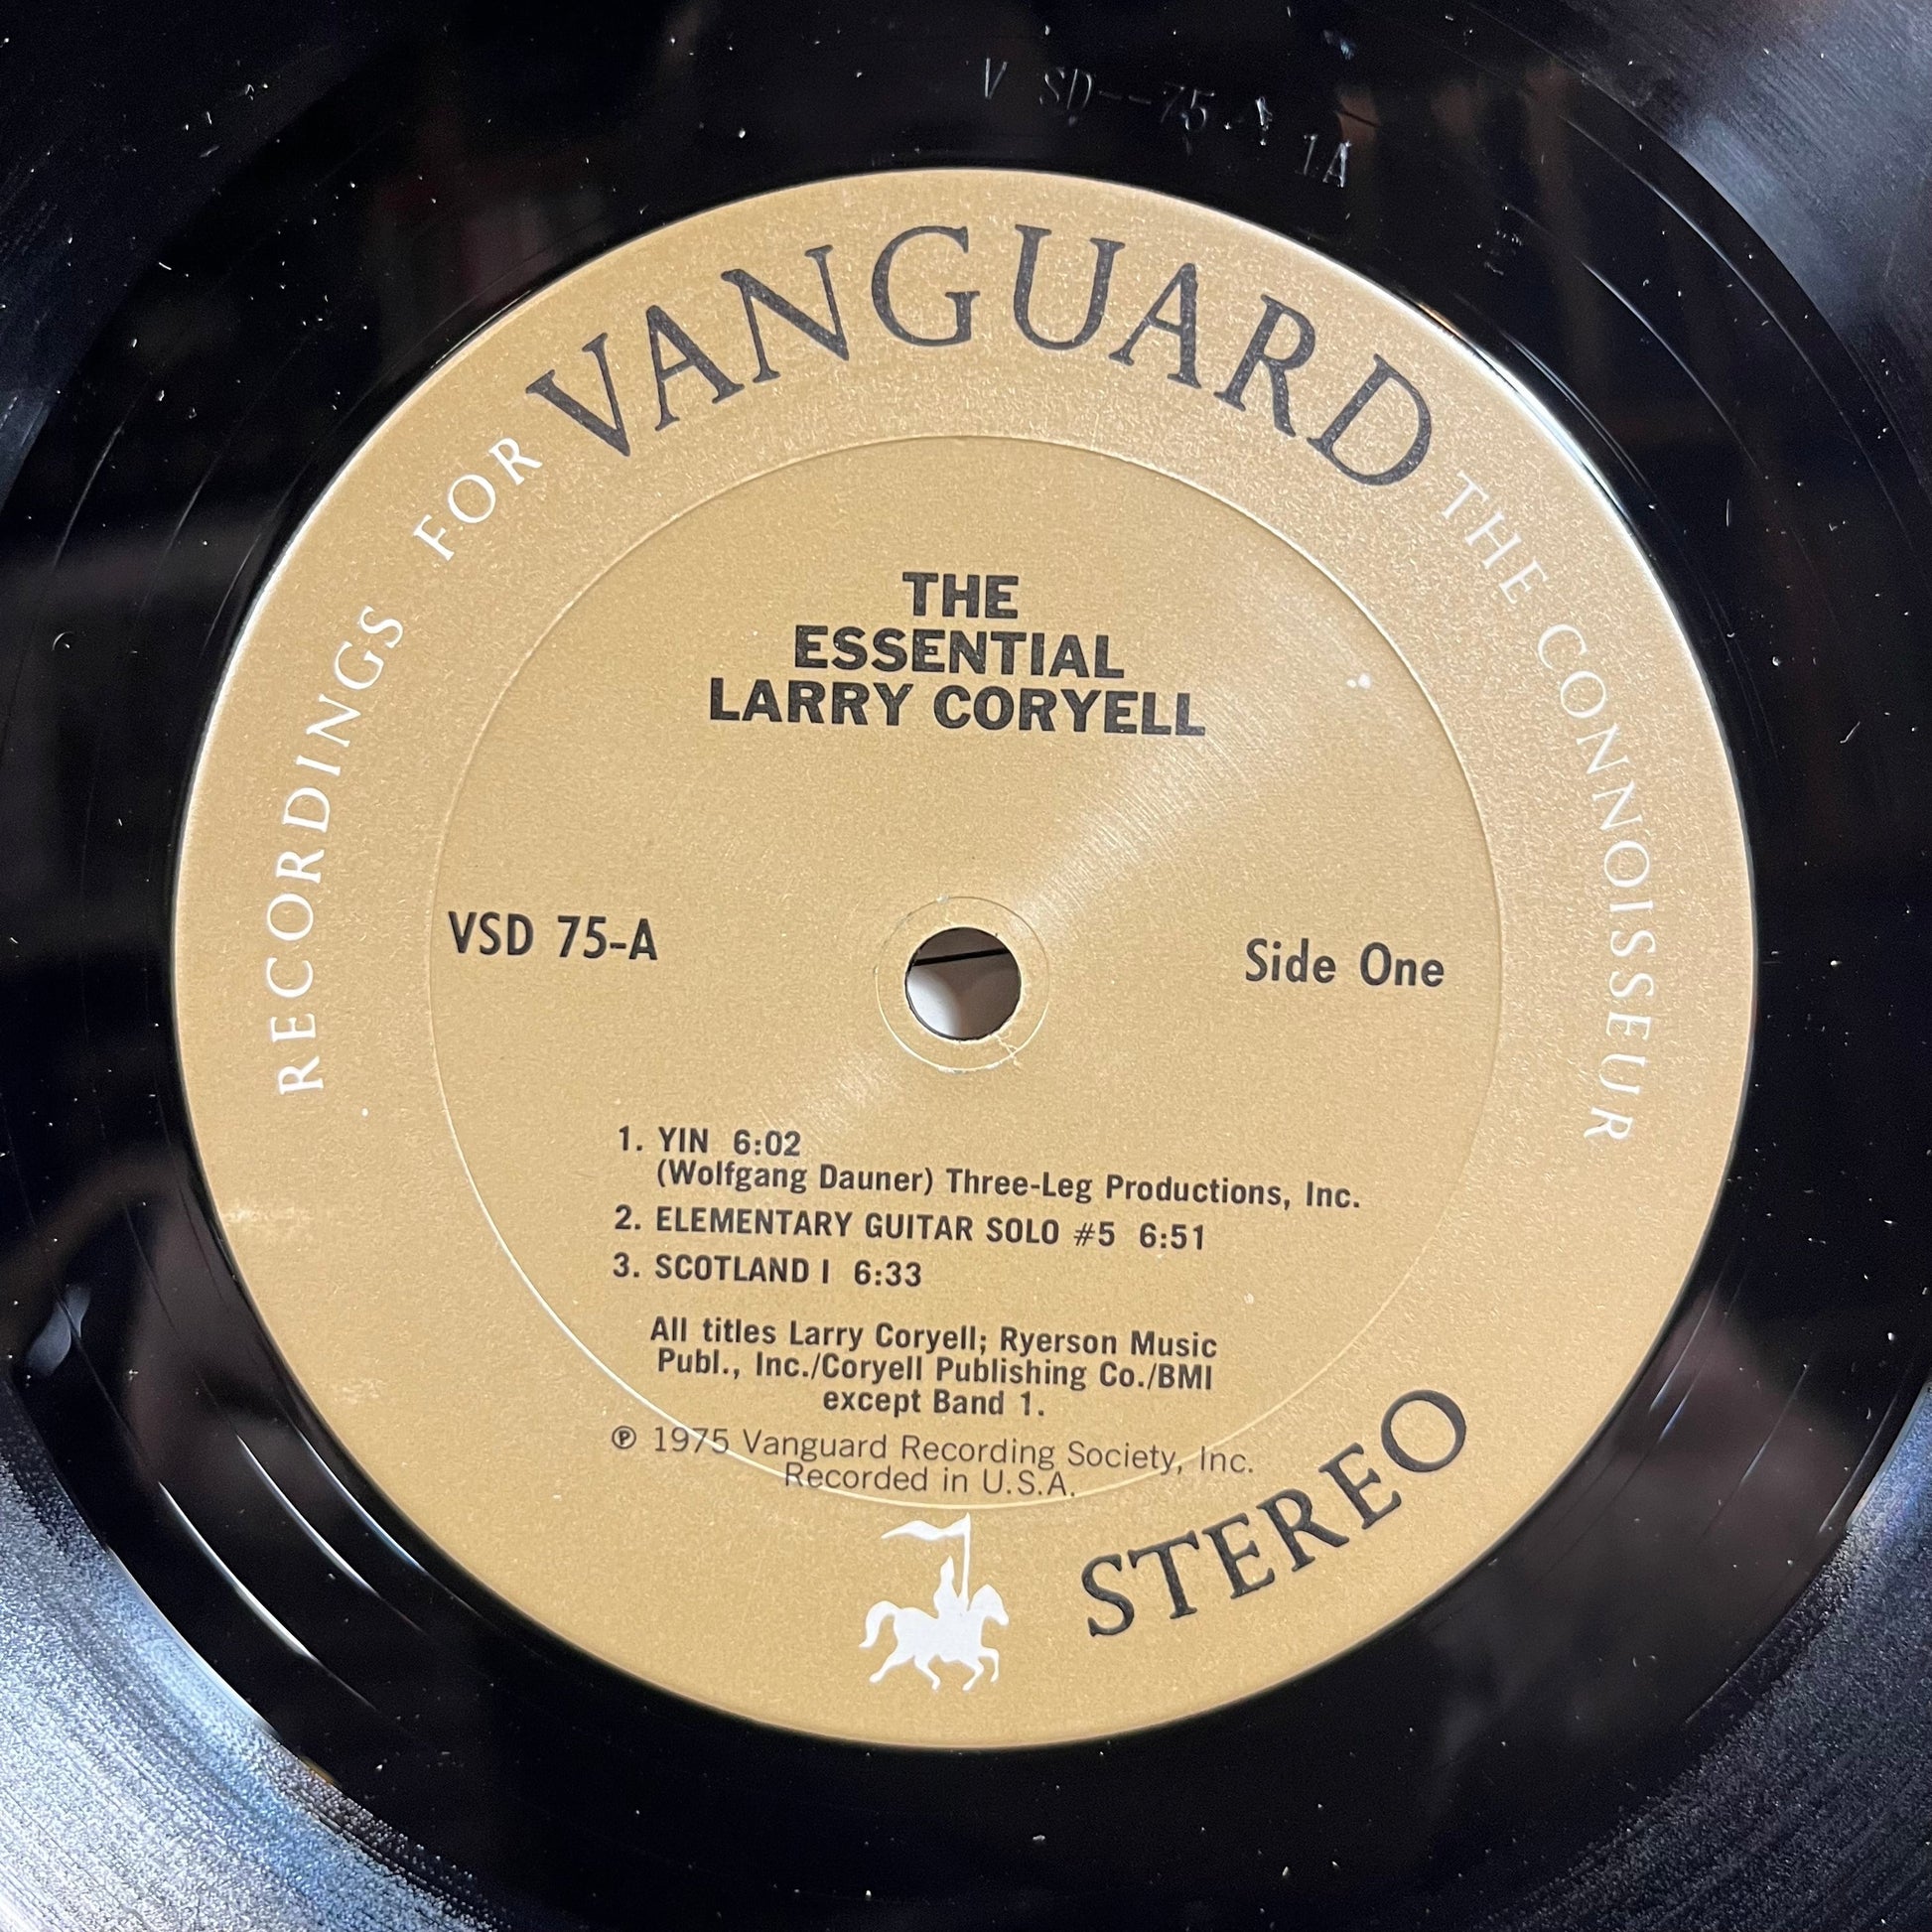 V SD--75-A 1A
RECORDINGS FOR VANGUARD THE CONNOISSEUR
THE
ESSENTIAL
LARRY CORYELL
VSD 75-A
Side One
1. YIN 6:02
(Wolfgang Dauner) Three-Leg Productions, Inc.
2. ELEMENTARY GUITAR SOLO #5 6:51
3. SCOTLAND I 6:33
All titles Larry Coryell; Ryerson Music
Publ., Inc./Coryell Publishing Co./BMI
except Band 1.
℗ 1975 Vanguard Recording Society, Inc.
Recorded in U.S.A.
STEREO